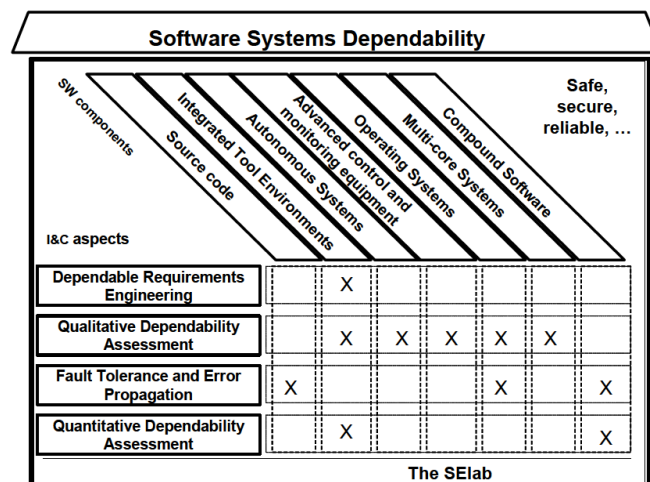 Software Systems Dependability
SW components
Source code
Integrated Tool Environments
Autonomous Systems
Advanced control and
monitoring equipment
Operating Systems
Multi-core Systems
Compound Software
Safe,
secure,
reliable, ...
I&C aspects
Dependable Requirements
Engineering
X
Qualitative Dependability
Assessment
X X X X X
Fault Tolerance and Error
Propagation
X X X
Quantitative Dependability
Assessment
X X
The SElab